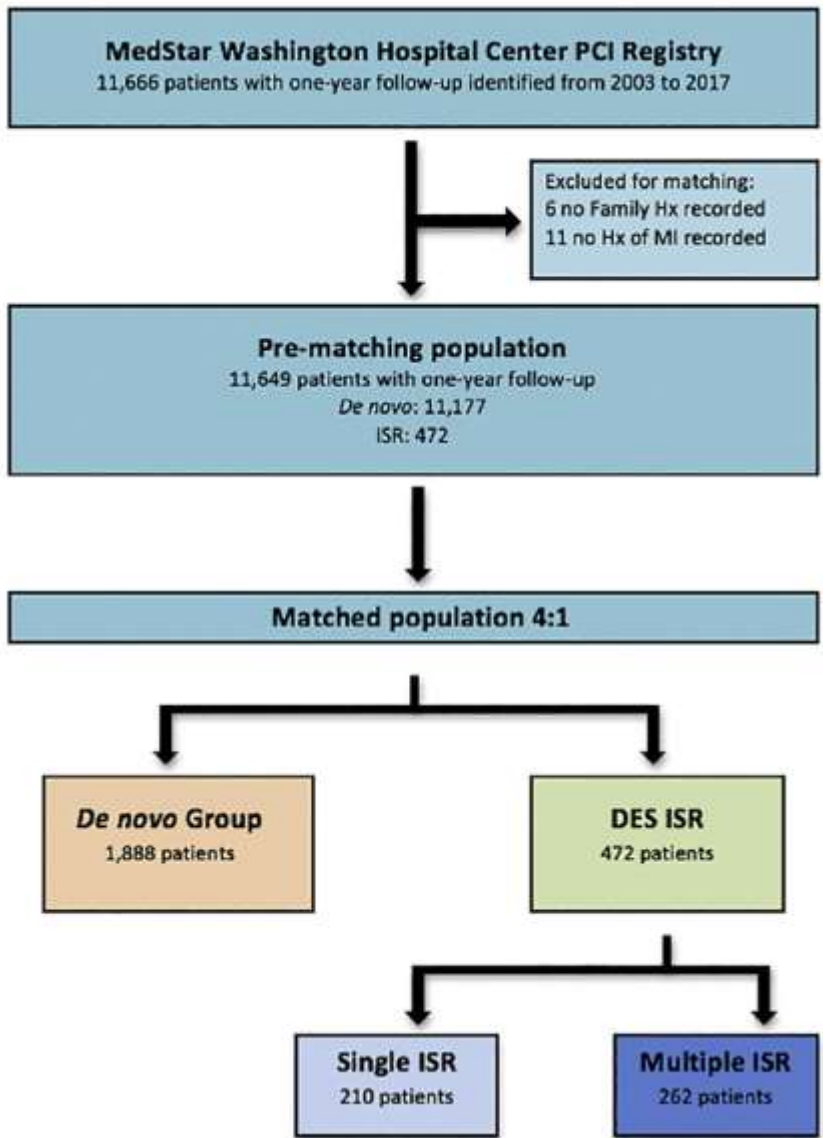 MedStar Washington Hospital Center PCI Registry
11,666 patients with one-year follow-up identified from 2003 to 2017
Excluded for matching:
6 no Family Hx recorded
11 no Hx of MI recorded
Pre-matching population
11,649 patients with one-year follow-up
De novo: 11,177
ISR: 472
Matched population 4:1
De novo Group
1,888 patients
DES ISR
472 patients
Single ISR
210 patients
Multiple ISR
262 patients